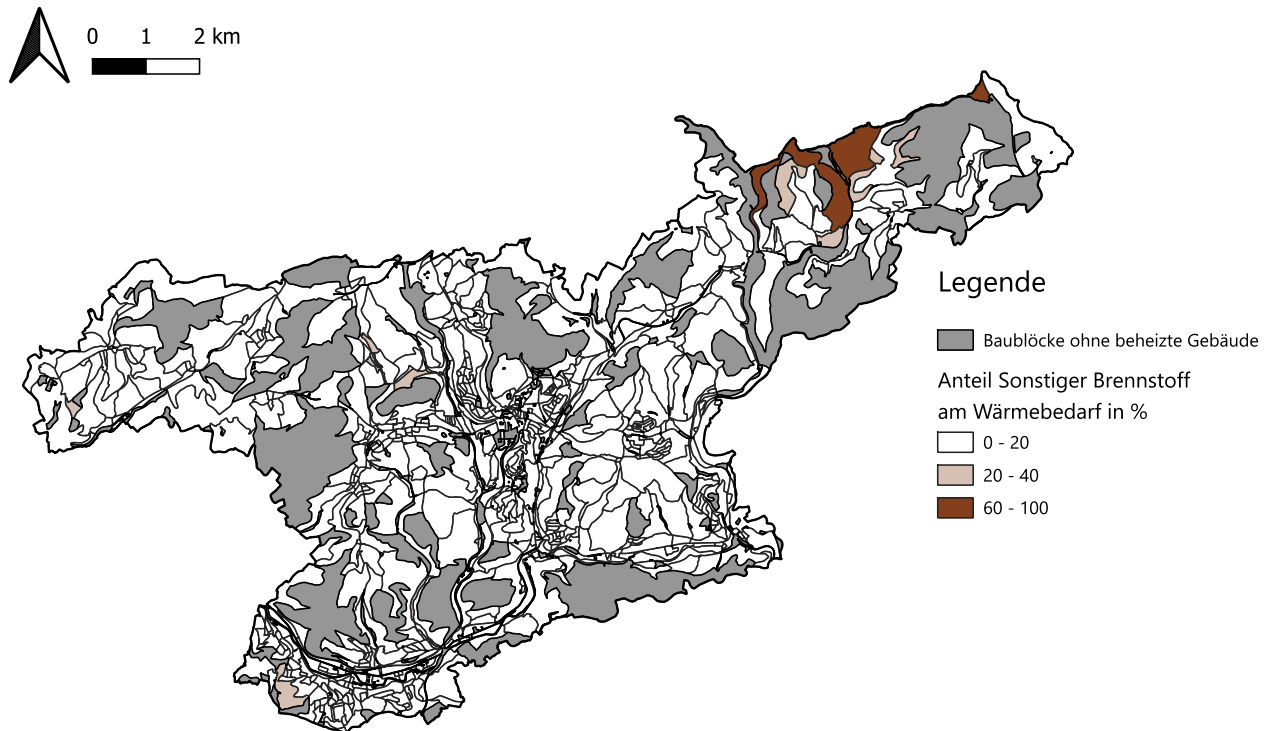 0 1 2 km
Legende
Baublöcke ohne beheizte Gebäude
Anteil Sonstiger Brennstoff
am Wärmebedarf in %
0 - 20
20 - 40
60 - 100